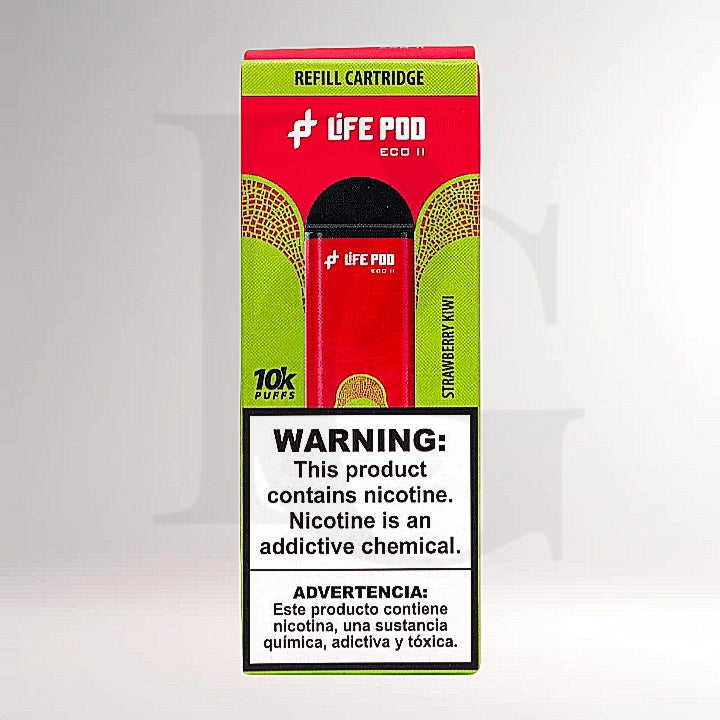 REFILL CARTRIDGE
LiFE POD
ECO II
LiFE POD
ECO II
STRAWBERRY KIWI
10k
PUFFS
WARNING:
This product
contains nicotine.
Nicotine is an
addictive chemical.
ADVERTENCIA:
Este producto contiene
nicotina, una sustancia
química, adictiva y tóxica.